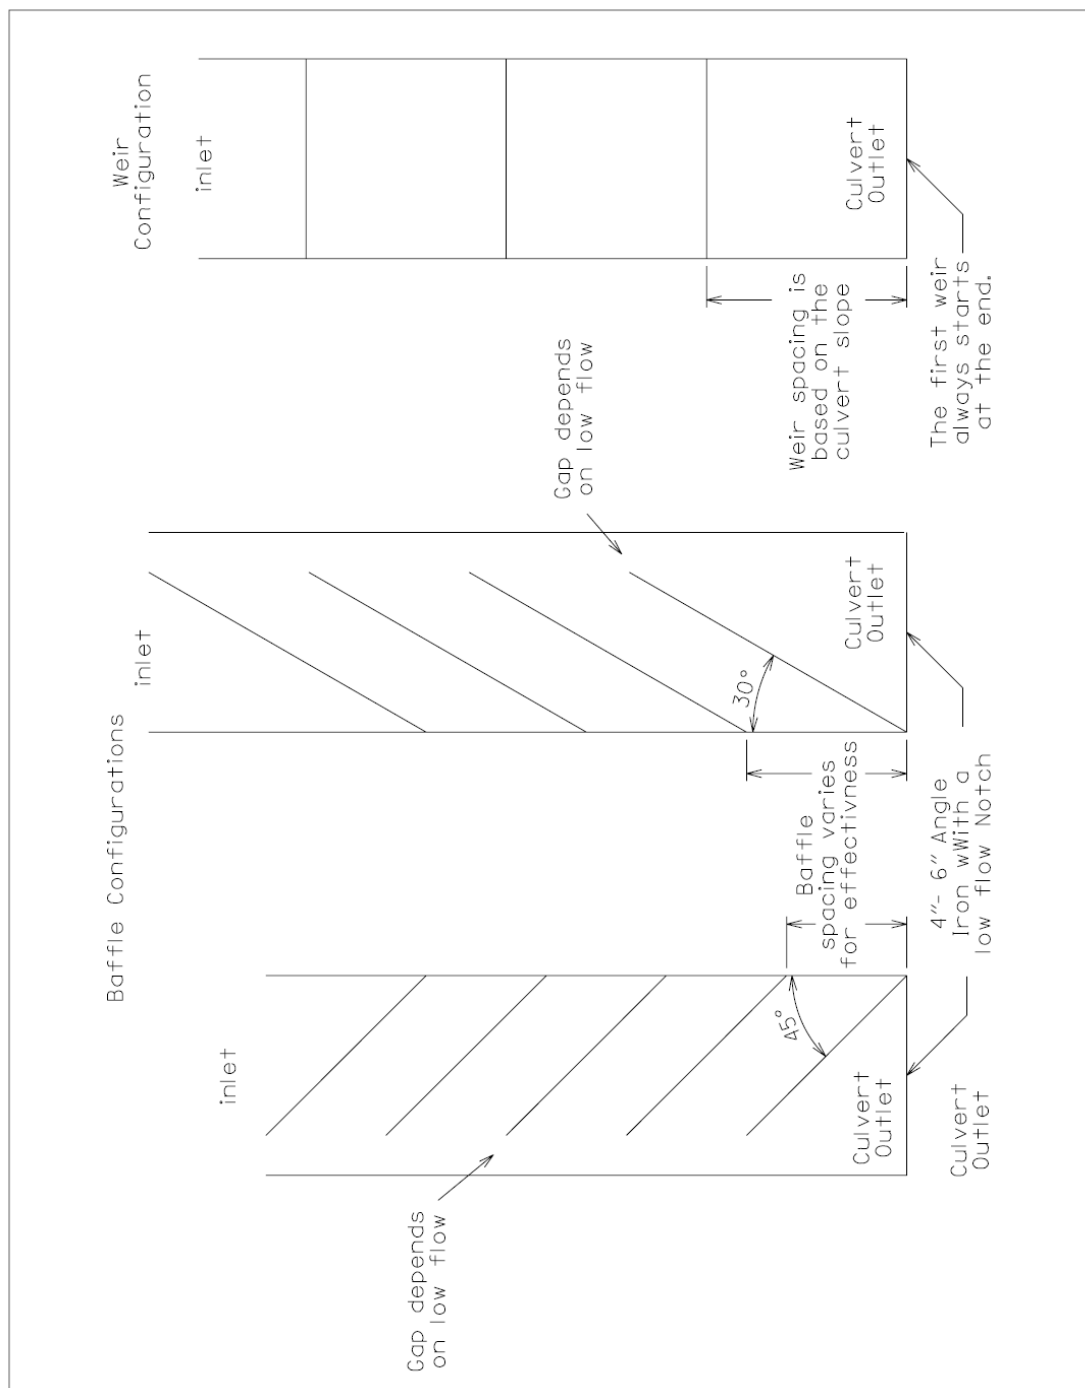 Baffle Configurations
Weir
Configuration
inlet
inlet
inlet
Gap depends
on low flow
Gap depends
on low flow
45°
30°
Baffle
spacing varies
for effectivness
Weir spacing is
based on the
culvert slope
Culvert
Outlet
Culvert
Outlet
Culvert
Outlet
Culvert
Outlet
4"- 6" Angle
Iron wWith a
low flow Notch
The first weir
always starts
at the end.